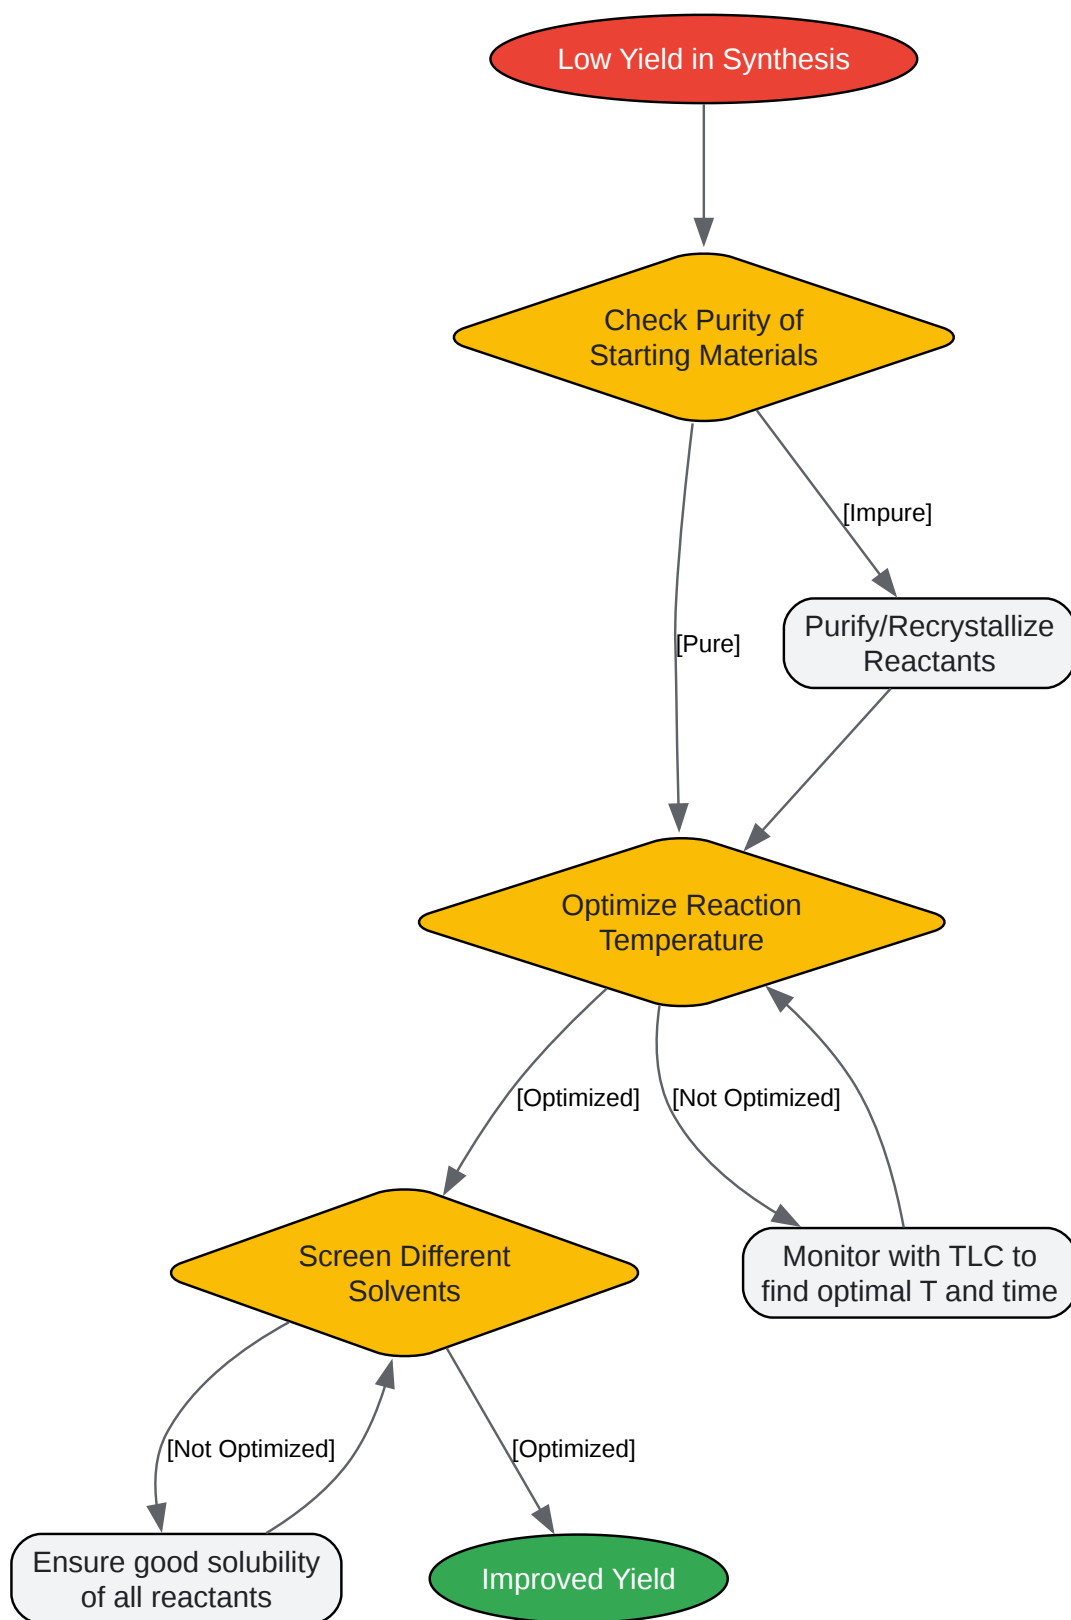 Low Yield in Synthesis
Check Purity of
Starting Materials
[Impure]
Purify/Recrystallize
Reactants
[Pure]
Optimize Reaction
Temperature
[Optimized]
[Not Optimized]
Screen Different
Solvents
Monitor with TLC to
find optimal T and time
[Not Optimized]
[Optimized]
Ensure good solubility
of all reactants
Improved Yield